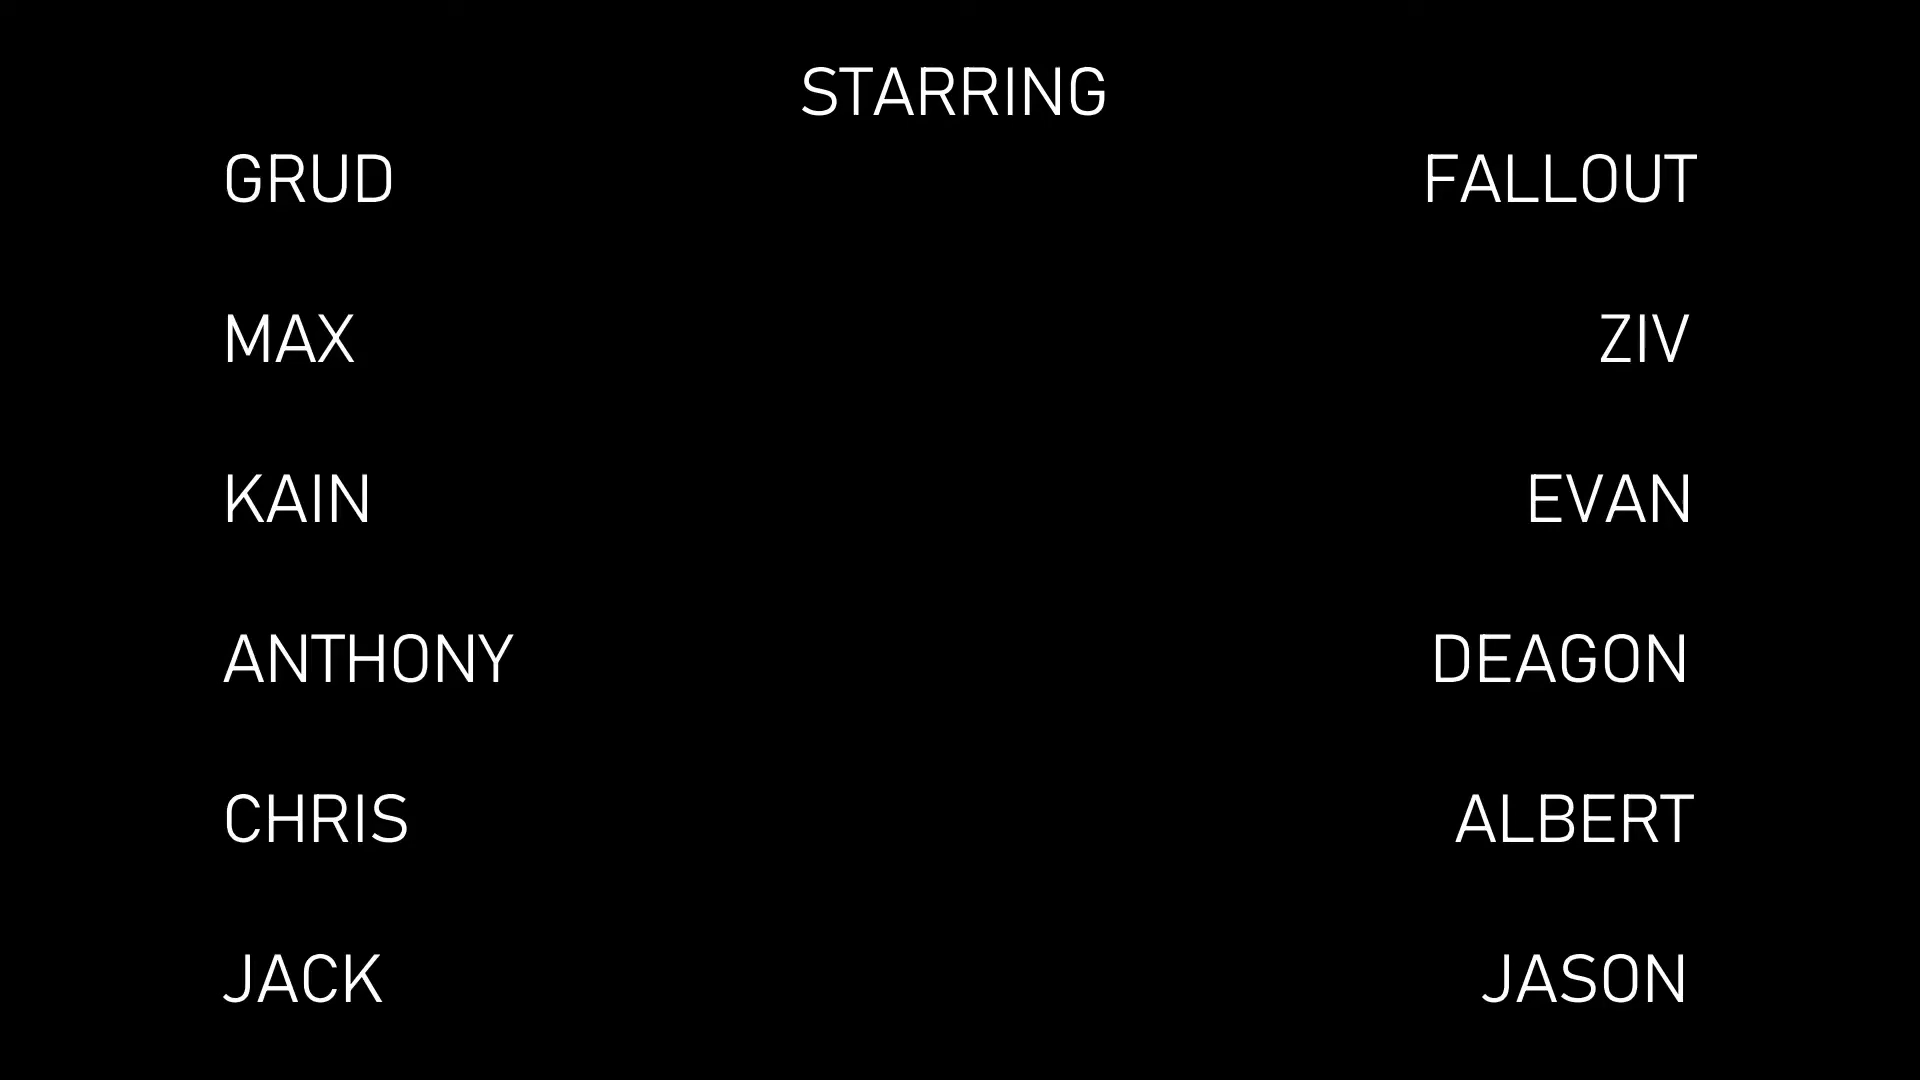 STARRING
GRUD FALLOUT
MAX ZIV
KAIN EVAN
ANTHONY DEAGON
CHRIS ALBERT
JACK JASON